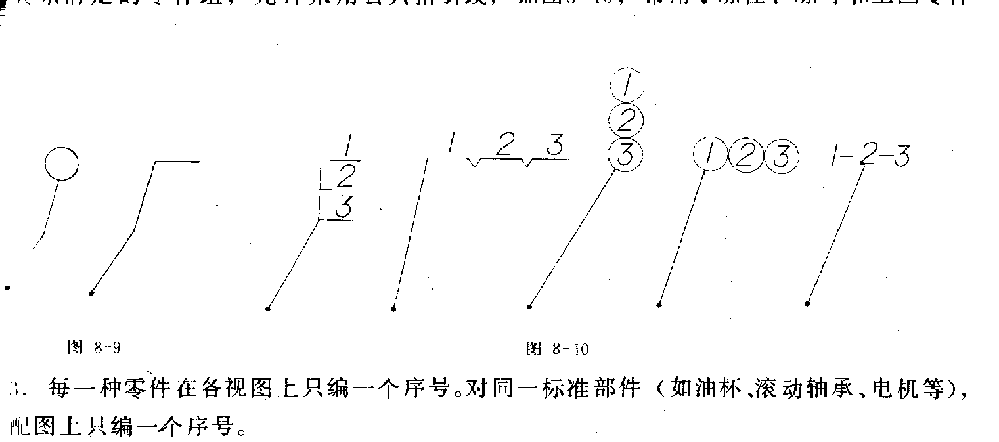 1
1 2 3 2 1 2 3 1-2-3
2 3
3
图 8-9 图 8-10
3. 每一种零件在各视图上只编一个序号。对同一标准部件（如油杯、滚动轴承、电机等），
配图上只编一个序号。